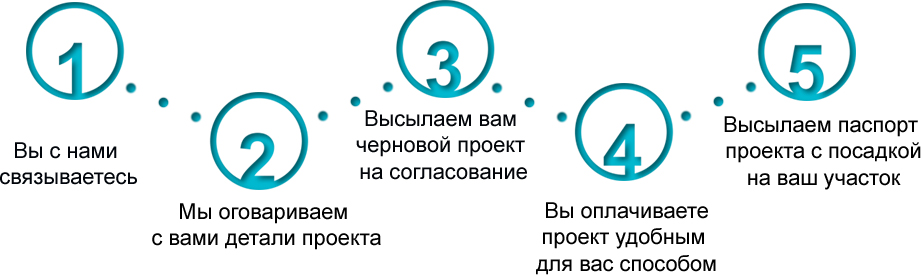 1
Вы с нами
связываетесь
2
Мы оговариваем
с вами детали проекта
3
Высылаем вам
черновой проект
на согласование
4
Вы оплачиваете
проект удобным
для вас способом
5
Высылаем паспорт
проекта с посадкой
на ваш участок